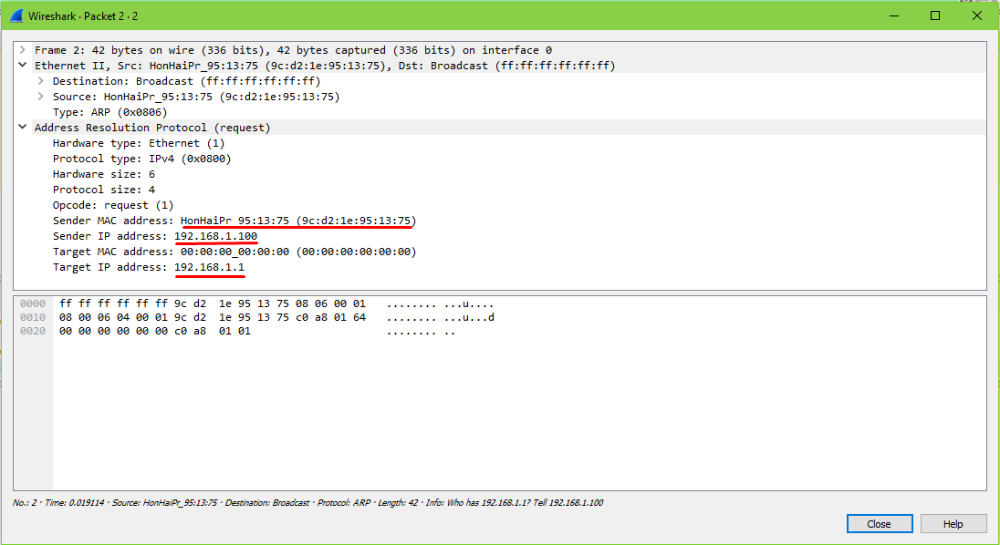 Wireshark · Packet 2 · 2
Frame 2: 42 bytes on wire (336 bits), 42 bytes captured (336 bits) on interface 0
Ethernet II, Src: HonHaiPr_95:13:75 (9c:d2:1e:95:13:75), Dst: Broadcast (ff:ff:ff:ff:ff:ff)
Destination: Broadcast (ff:ff:ff:ff:ff:ff)
Source: HonHaiPr_95:13:75 (9c:d2:1e:95:13:75)
Type: ARP (0x0806)
Address Resolution Protocol (request)
Hardware type: Ethernet (1)
Protocol type: IPv4 (0x0800)
Hardware size: 6
Protocol size: 4
Opcode: request (1)
Sender MAC address: HonHaiPr_95:13:75 (9c:d2:1e:95:13:75)
Sender IP address: 192.168.1.100
Target MAC address: 00:00:00_00:00:00 (00:00:00:00:00:00)
Target IP address: 192.168.1.1
0000 ff ff ff ff ff ff 9c d2 1e 95 13 75 08 06 00 01 ........ ...u....
0010 08 00 06 04 00 01 9c d2 1e 95 13 75 c0 a8 01 64 ........ ...u...d
0020 00 00 00 00 00 00 c0 a8 01 01 ........ ..
No.: 2 · Time: 0.019114 · Source: HonHaiPr_95:13:75 · Destination: Broadcast · Protocol: ARP · Length: 42 · Info: Who has 192.168.1.1? Tell 192.168.1.100
Close Help